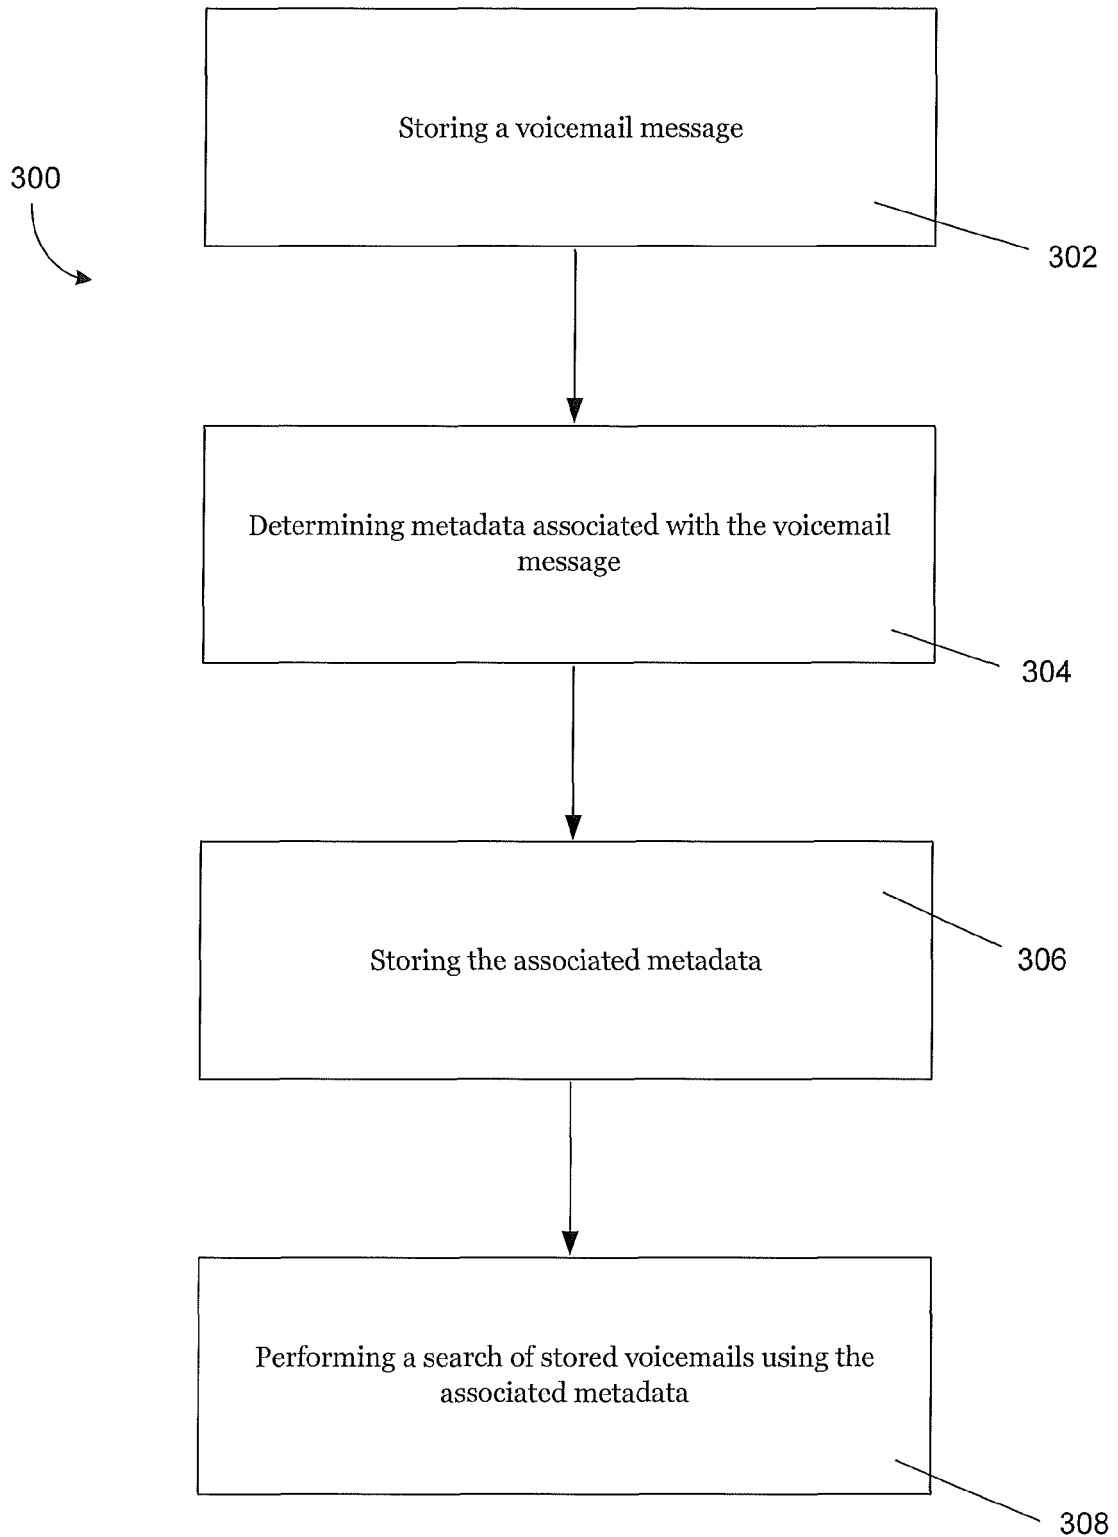 Storing a voicemail message
300
302
Determining metadata associated with the voicemail
message
304
Storing the associated metadata
306
Performing a search of stored voicemails using the
associated metadata
308